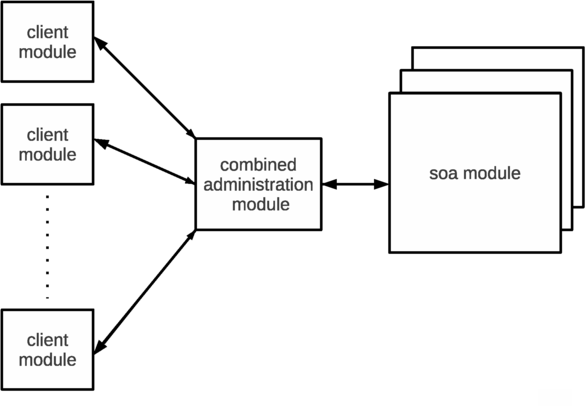 client
module
client
module
combined
administration
module
soa module
client
module